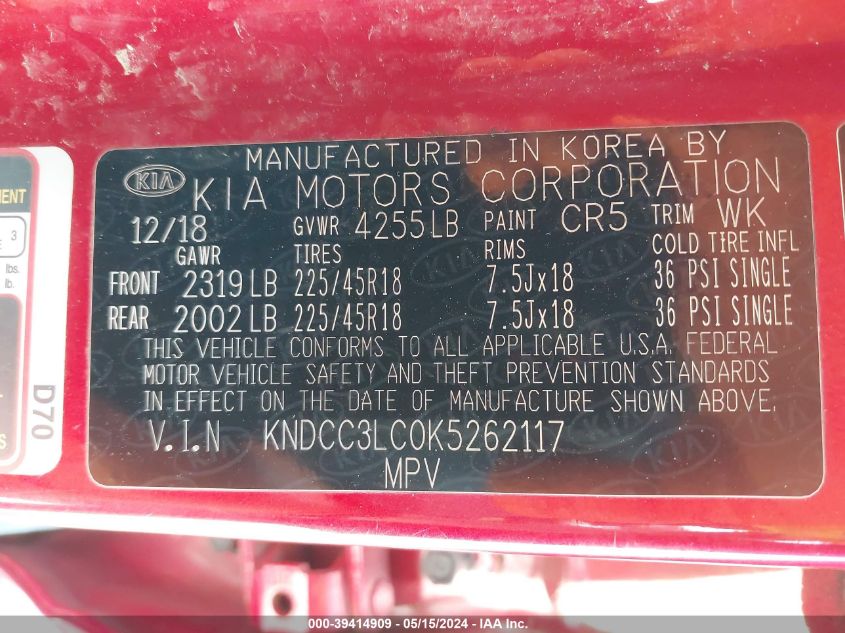 MANUFACTURED IN KOREA BY
KIA KIA MOTORS CORPORATION
12/18 GVWR 4255LB PAINT CR5 TRIM WK
GAWR TIRES RIMS COLD TIRE INFL
FRONT 2319LB 225/45R18 7.5Jx18 36 PSI SINGLE
REAR 2002LB 225/45R18 7.5Jx18 36 PSI SINGLE
THIS VEHICLE CONFORMS TO ALL APPLICABLE U.S.A. FEDERAL
MOTOR VEHICLE SAFETY AND THEFT PREVENTION STANDARDS
IN EFFECT ON THE DATE OF MANUFACTURE SHOWN ABOVE.
V.I.N KNDCC3LC0K5262117
MPV
3
lbs.
lb.
D70
000-39414909 - 05/15/2024 - IAA Inc.